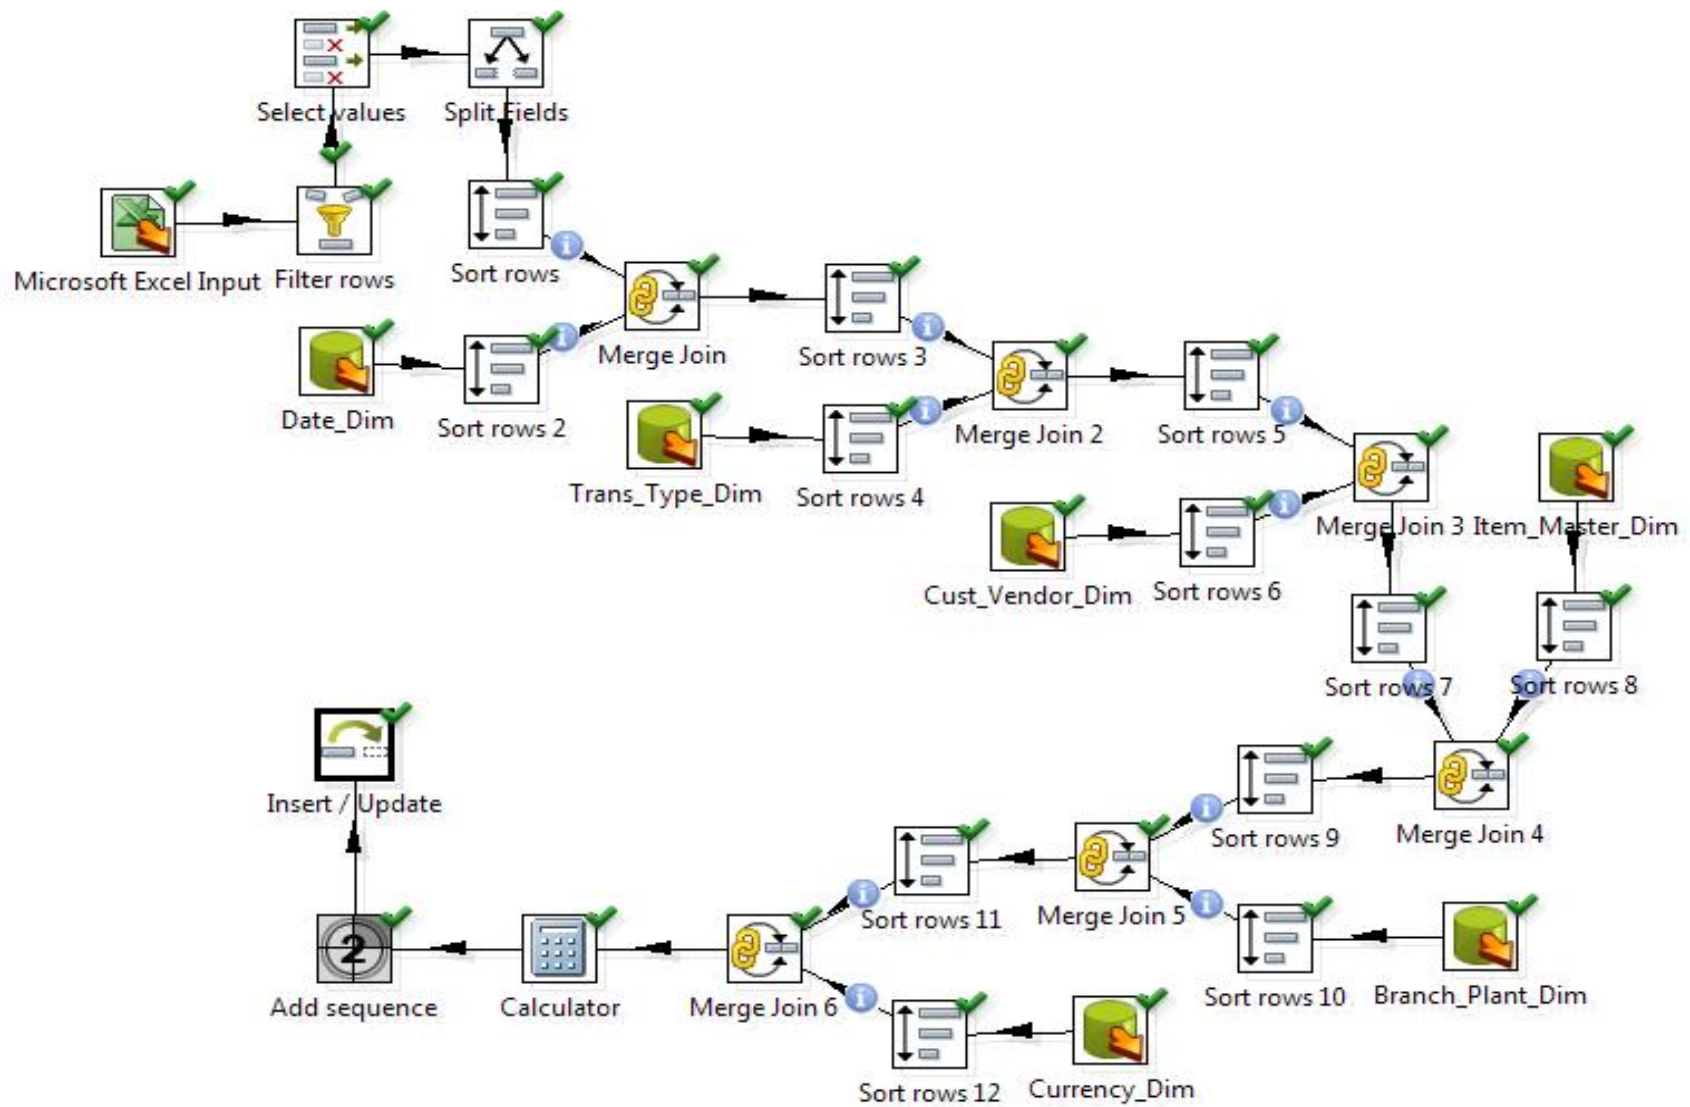 Select values
Split Fields
Microsoft Excel Input
Filter rows
Sort rows
Date_Dim
Sort rows 2
Merge Join
Sort rows 3
Trans_Type_Dim
Sort rows 4
Merge Join 2
Sort rows 5
Cust_Vendor_Dim
Sort rows 6
Merge Join 3
Item_Master_Dim
Sort rows 7
Sort rows 8
Insert / Update
Sort rows 9
Merge Join 4
Sort rows 11
Merge Join 5
2
Add sequence
Calculator
Merge Join 6
Sort rows 10
Branch_Plant_Dim
Sort rows 12
Currency_Dim